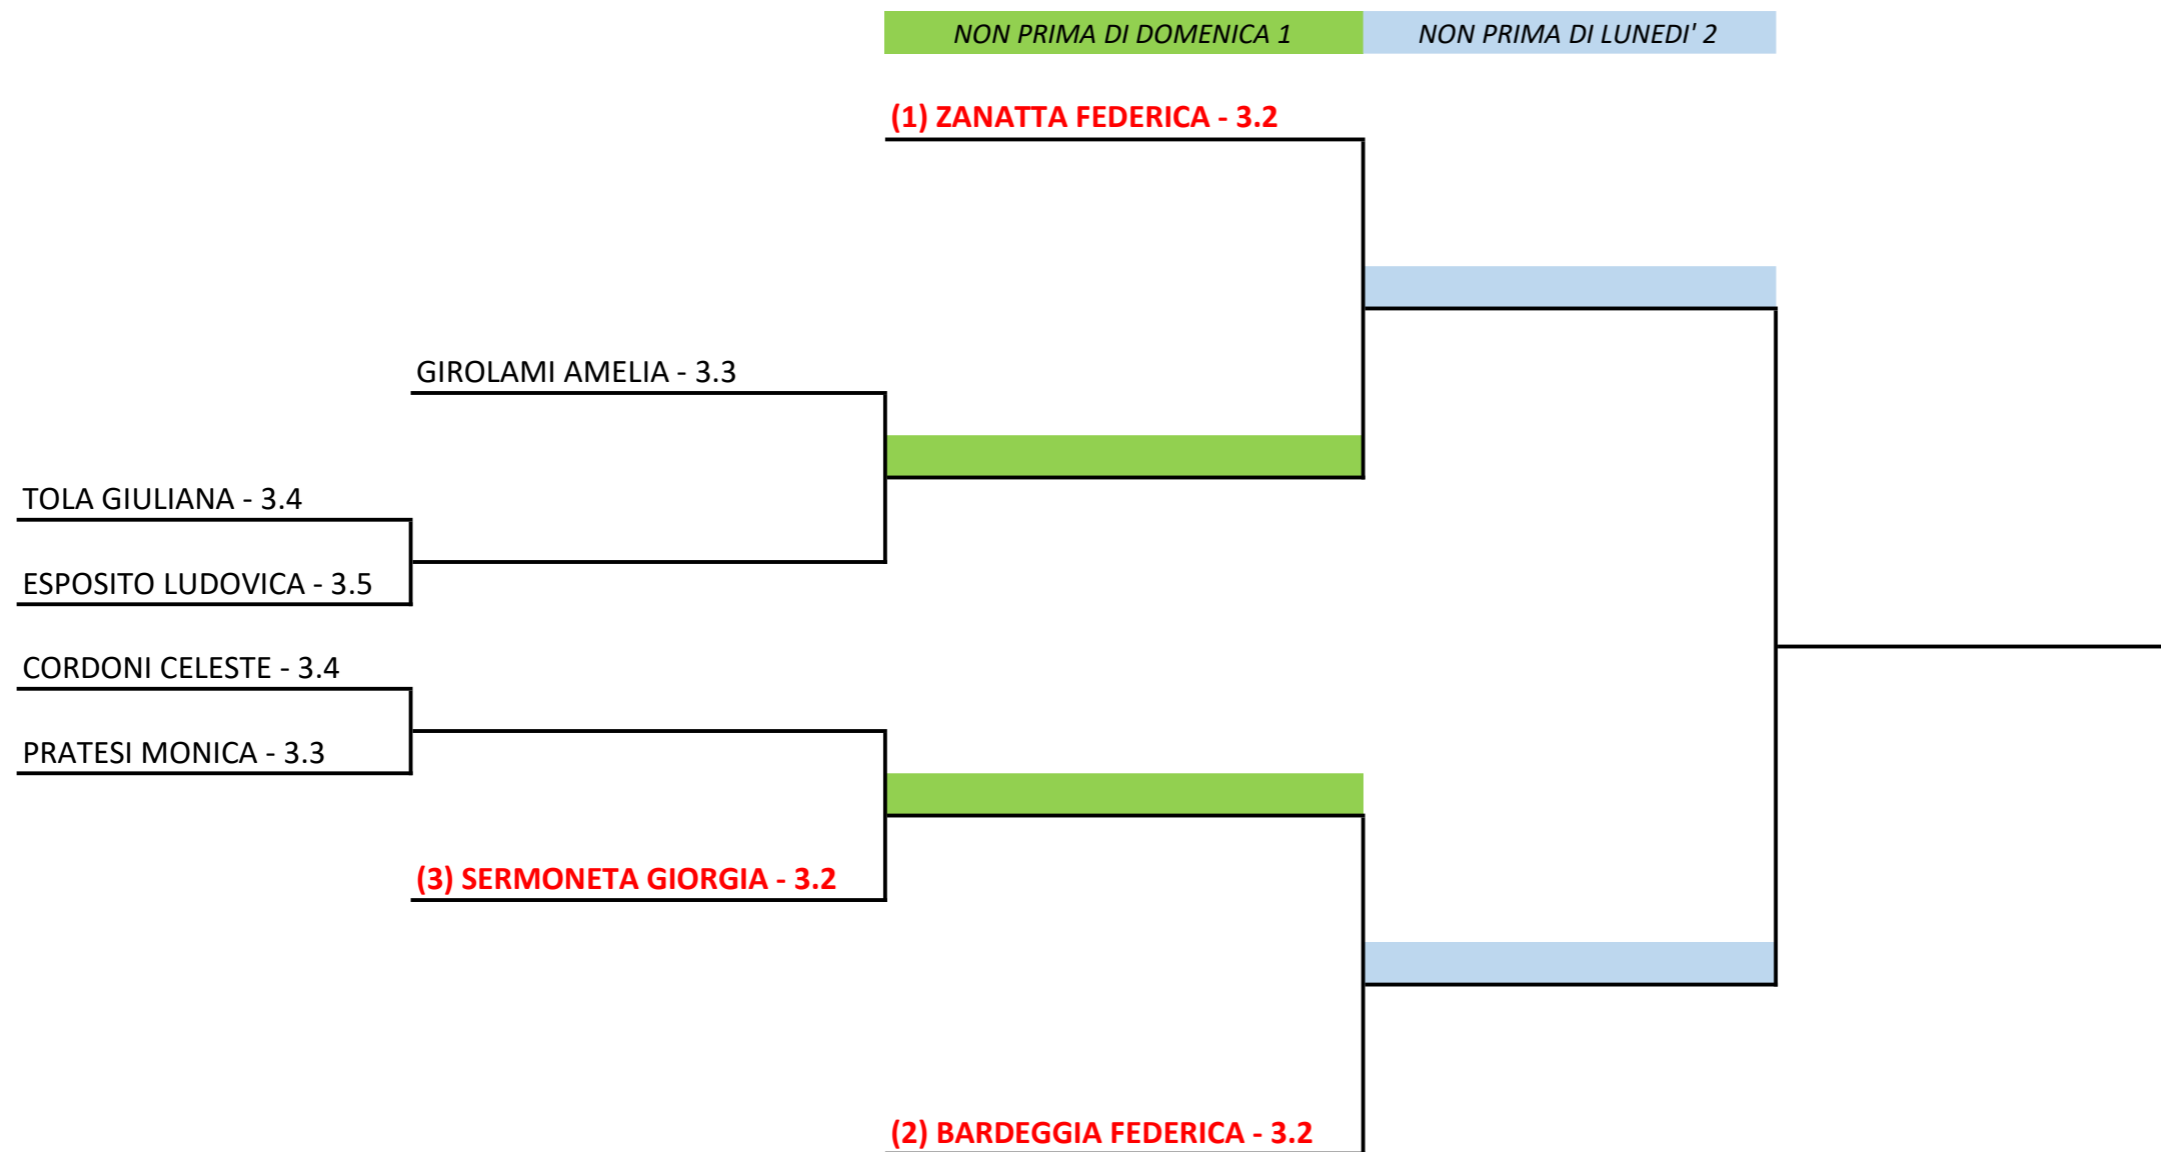 NON PRIMA DI DOMENICA 1
NON PRIMA DI LUNEDI' 2
(1) ZANATTA FEDERICA - 3.2
GIROLAMI AMELIA - 3.3
TOLA GIULIANA - 3.4
ESPOSITO LUDOVICA - 3.5
CORDONI CELESTE - 3.4
PRATESI MONICA - 3.3
(3) SERMONETA GIORGIA - 3.2
(2) BARDEGGIA FEDERICA - 3.2